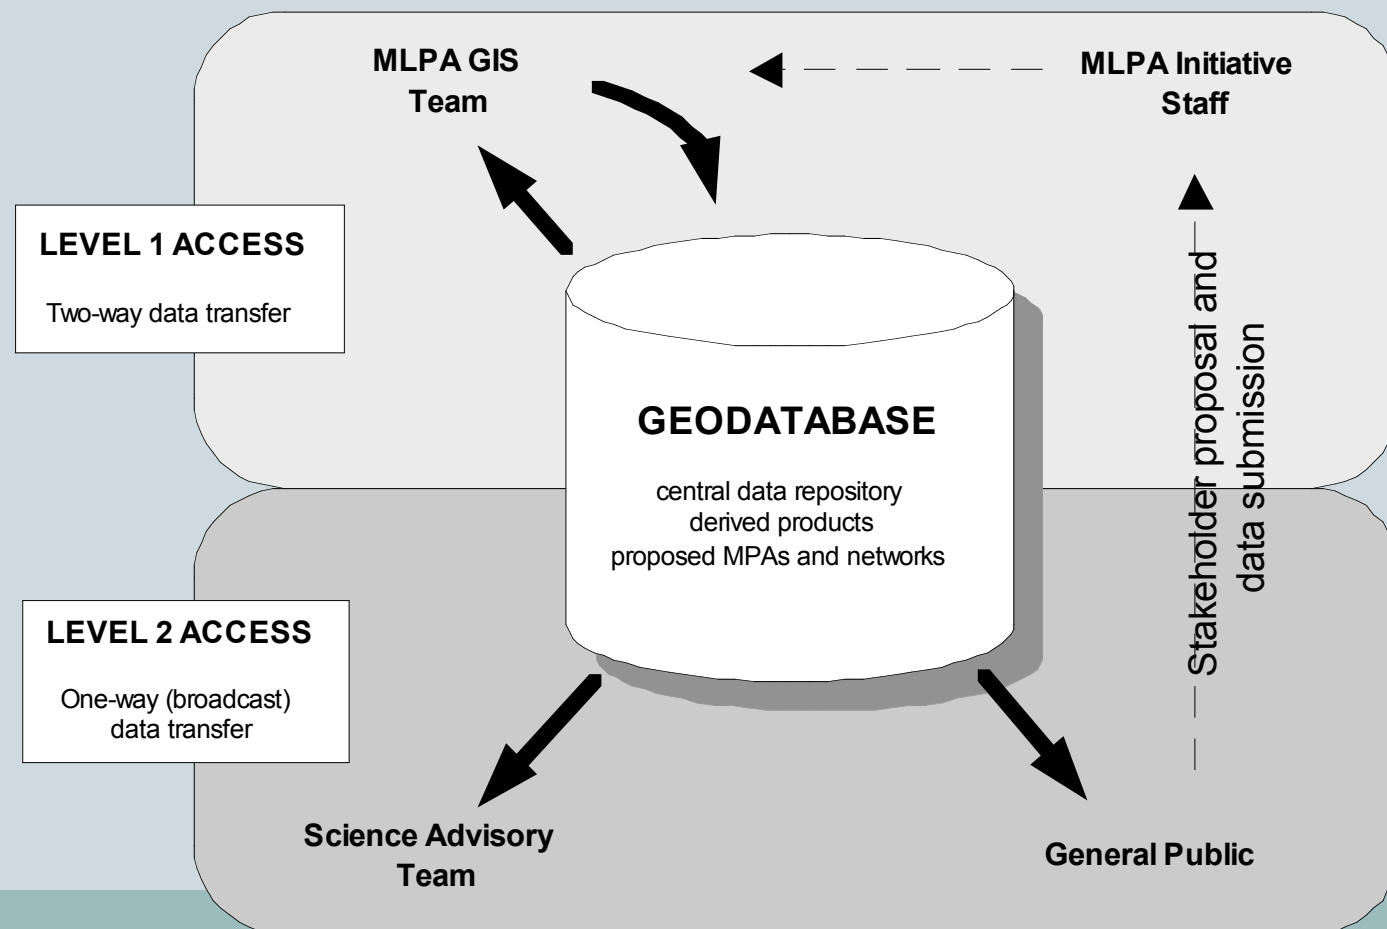 MLPA GIS
Team
MLPA Initiative
Staff
LEVEL 1 ACCESS
Two-way data transfer
GEODATABASE
central data repository
derived products
proposed MPAs and networks
Stakeholder proposal and
data submission
LEVEL 2 ACCESS
One-way (broadcast)
data transfer
Science Advisory
Team
General Public